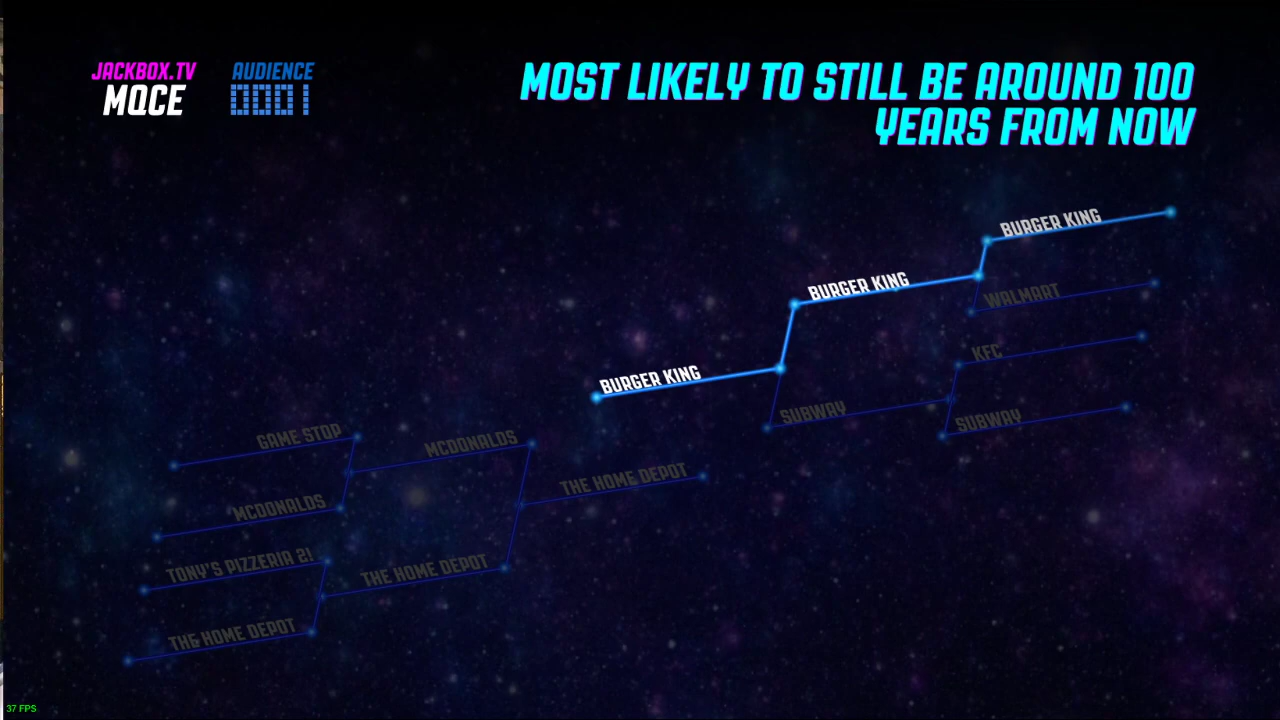 JACKBOX.TV
MQCE
AUDIENCE
0001
MOST LIKELY TO STILL BE AROUND 100
YEARS FROM NOW
BURGER KING
BURGER KING
WALMART
KFC
BURGER KING
SUBWAY
SUBWAY
GAME STOP
MCDONALDS
THE HOME DEPOT
MCDONALDS
TONY'S PIZZERIA 2!
THE HOME DEPOT
THE HOME DEPOT
37 FPS